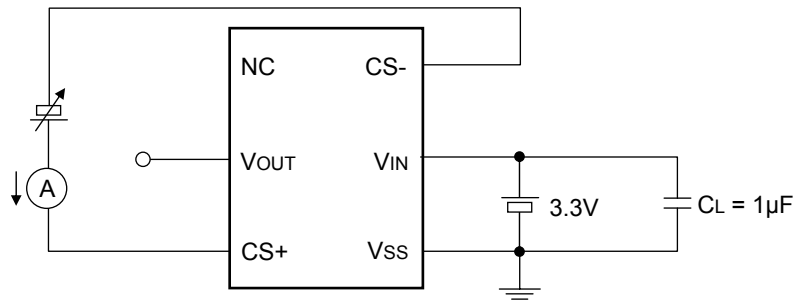 NC
CS-
VOUT
VIN
A
3.3V
CL = 1µF
CS+
VSS